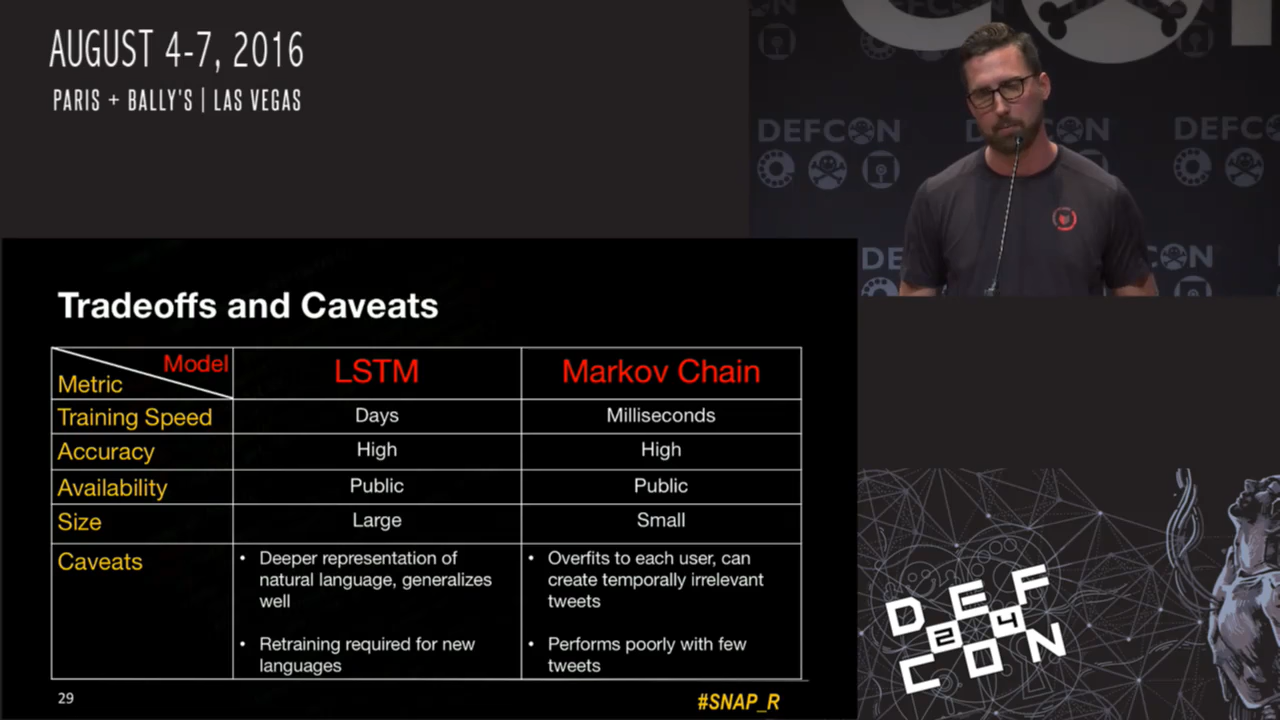 AUGUST 4-7, 2016
PARIS + BALLY'S | LAS VEGAS
DEFCON
DEFCON
Tradeoffs and Caveats
Model
Metric
LSTM
Markov Chain
Training Speed
Days
Milliseconds
Accuracy
High
High
Availability
Public
Public
Size
Large
Small
Caveats
• Deeper representation of
natural language, generalizes
well
• Retraining required for new
languages
• Overfits to each user, can
create temporally irrelevant
tweets
• Performs poorly with few
tweets
29
#SNAP_R
DEF
24
CON